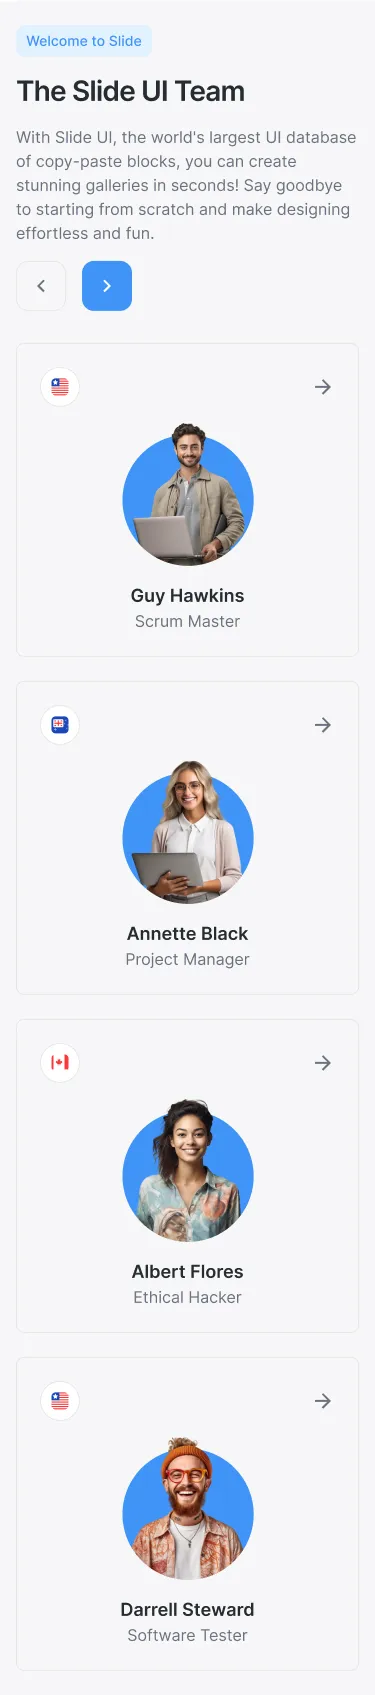 Welcome to Slide
The Slide UI Team
With Slide UI, the world's largest UI database
of copy-paste blocks, you can create
stunning galleries in seconds! Say goodbye
to starting from scratch and make designing
effortless and fun.
Guy Hawkins
Scrum Master
Annette Black
Project Manager
Albert Flores
Ethical Hacker
Darrell Steward
Software Tester